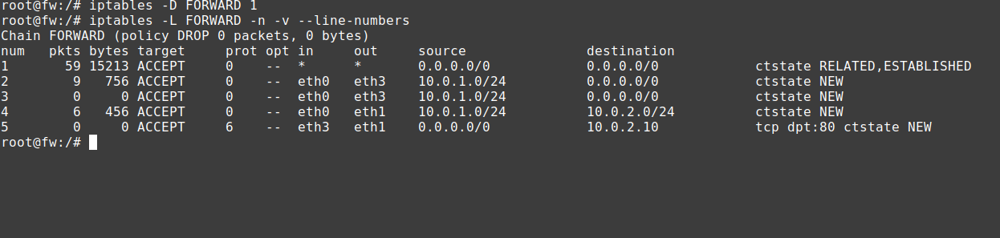 root@fw:/# iptables -D FORWARD 1
root@fw:/# iptables -L FORWARD -n -v --line-numbers
Chain FORWARD (policy DROP 0 packets, 0 bytes)
num   pkts bytes target     prot opt in     out     source               destination
1       59 15213 ACCEPT     0    --  *      *       0.0.0.0/0            0.0.0.0/0            ctstate RELATED,ESTABLISHED
2        9   756 ACCEPT     0    --  eth0   eth3    10.0.1.0/24          0.0.0.0/0            ctstate NEW
3        0     0 ACCEPT     0    --  eth0   eth3    10.0.1.0/24          0.0.0.0/0            ctstate NEW
4        6   456 ACCEPT     0    --  eth0   eth1    10.0.1.0/24          10.0.2.0/24          ctstate NEW
5        0     0 ACCEPT     6    --  eth3   eth1    0.0.0.0/0            10.0.2.10            tcp dpt:80 ctstate NEW
root@fw:/#